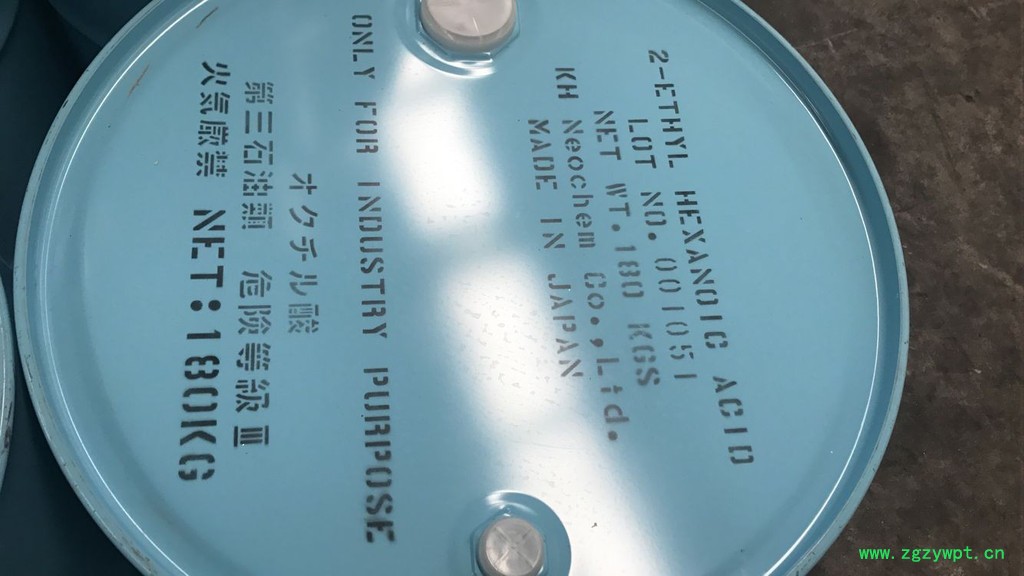 2-ETHYL HEXANOIC ACID
LOT NO. 001051
NET WT.180 KGS
KH Neochem Co.,Ltd.
MADE IN JAPAN
ONLY FOR INDUSTRY PURPOSE
オクチル酸
第三石油類 危険等級Ⅲ
火気厳禁 NET:180KG
www.zgzywpt.cn